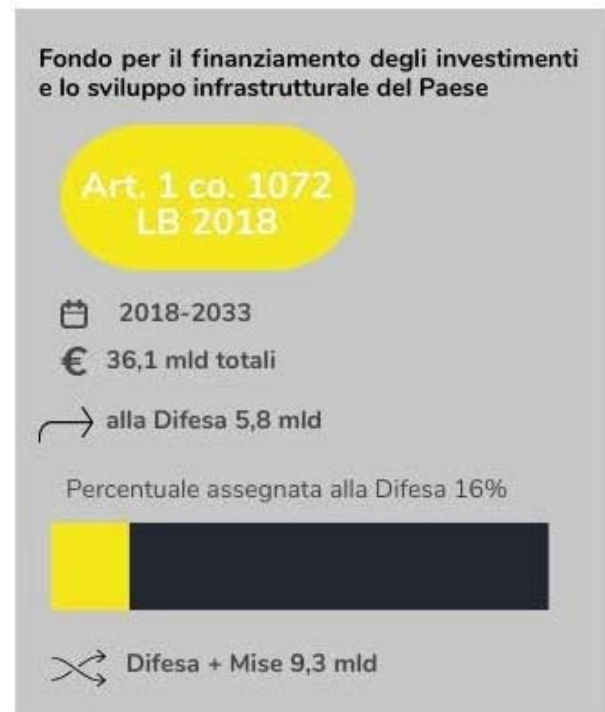 Fondo per il finanziamento degli investimenti
e lo sviluppo infrastrutturale del Paese
Art. 1 co. 1072
LB 2018
2018-2033
€ 36,1 mld totali
alla Difesa 5,8 mld
Percentuale assegnata alla Difesa 16%
Difesa + Mise 9,3 mld